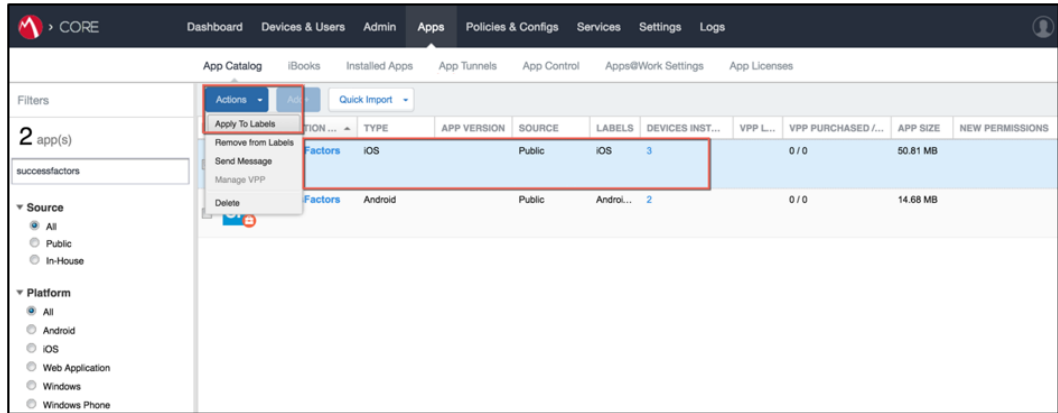 › CORE Dashboard Devices & Users Admin Apps Policies & Configs Services Settings Logs
App Catalog iBooks Installed Apps App Tunnels App Control Apps@Work Settings App Licenses
Filters
Actions Quick Import
2 app(s)
successfactors
Source
All
Public
In-House
Platform
All
Android
iOS
Web Application
Windows
Windows Phone
Apply To Labels
Remove from Labels
Send Message
Manage VPP
Delete
TION ... TYPE APP VERSION SOURCE LABELS DEVICES INST... VPP L... VPP PURCHASED /... APP SIZE NEW PERMISSIONS
Factors iOS Public iOS 3 0 / 0 50.81 MB
Factors Android Public Androi... 2 0 / 0 14.68 MB